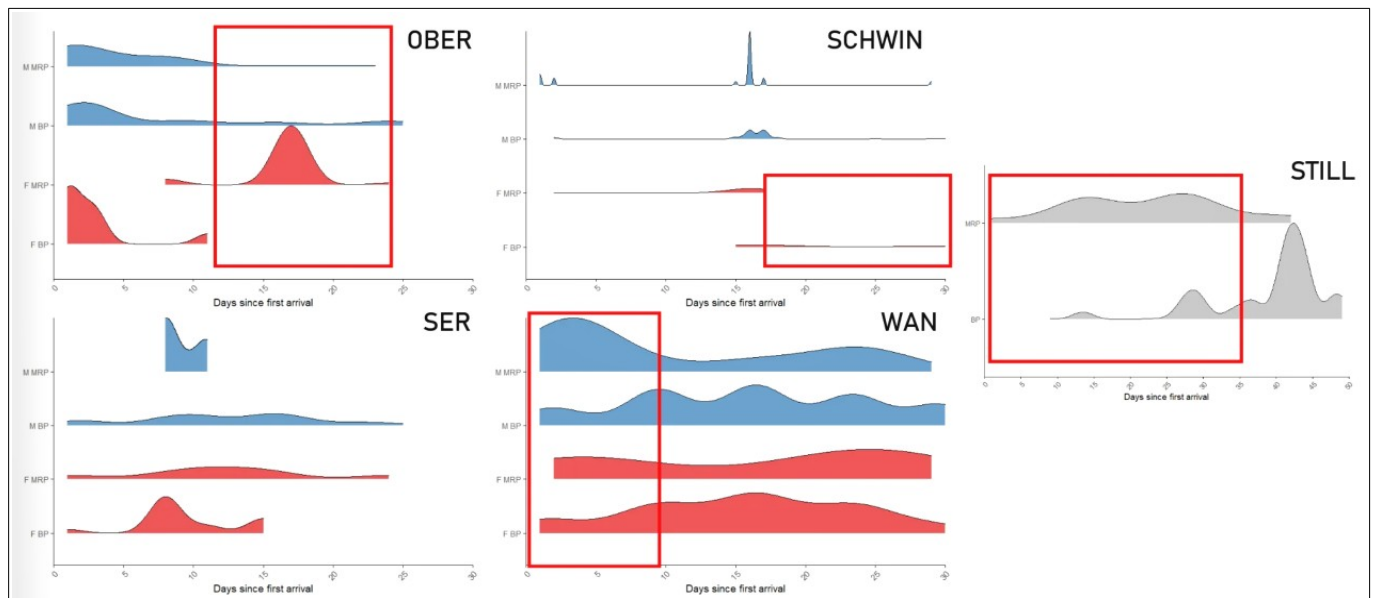 OBER
M MRP
M BP
F MRP
F BP
0 5 10 15 20 25 30
Days since first arrival
SCHWIN
M MRP
M BP
F MRP
F BP
0 5 10 15 20 25 30
Days since first arrival
STILL
MRP
BP
0 5 10 15 20 25 30 35 40 45 50
Days since first arrival
SER
M MRP
M BP
F MRP
F BP
0 5 10 15 20 25 30
Days since first arrival
WAN
M MRP
M BP
F MRP
F BP
0 5 10 15 20 25 30
Days since first arrival